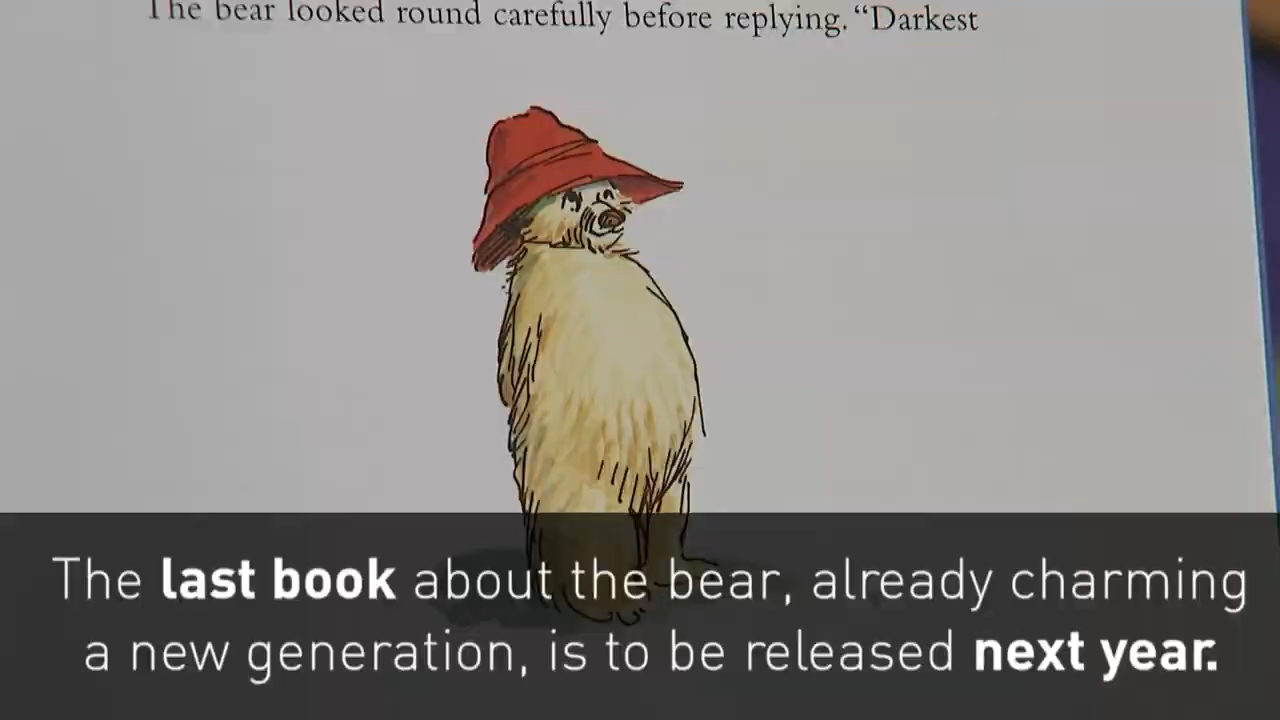 The bear looked round carefully before replying. “Darkest
The last book about the bear, already charming
a new generation, is to be released next year.